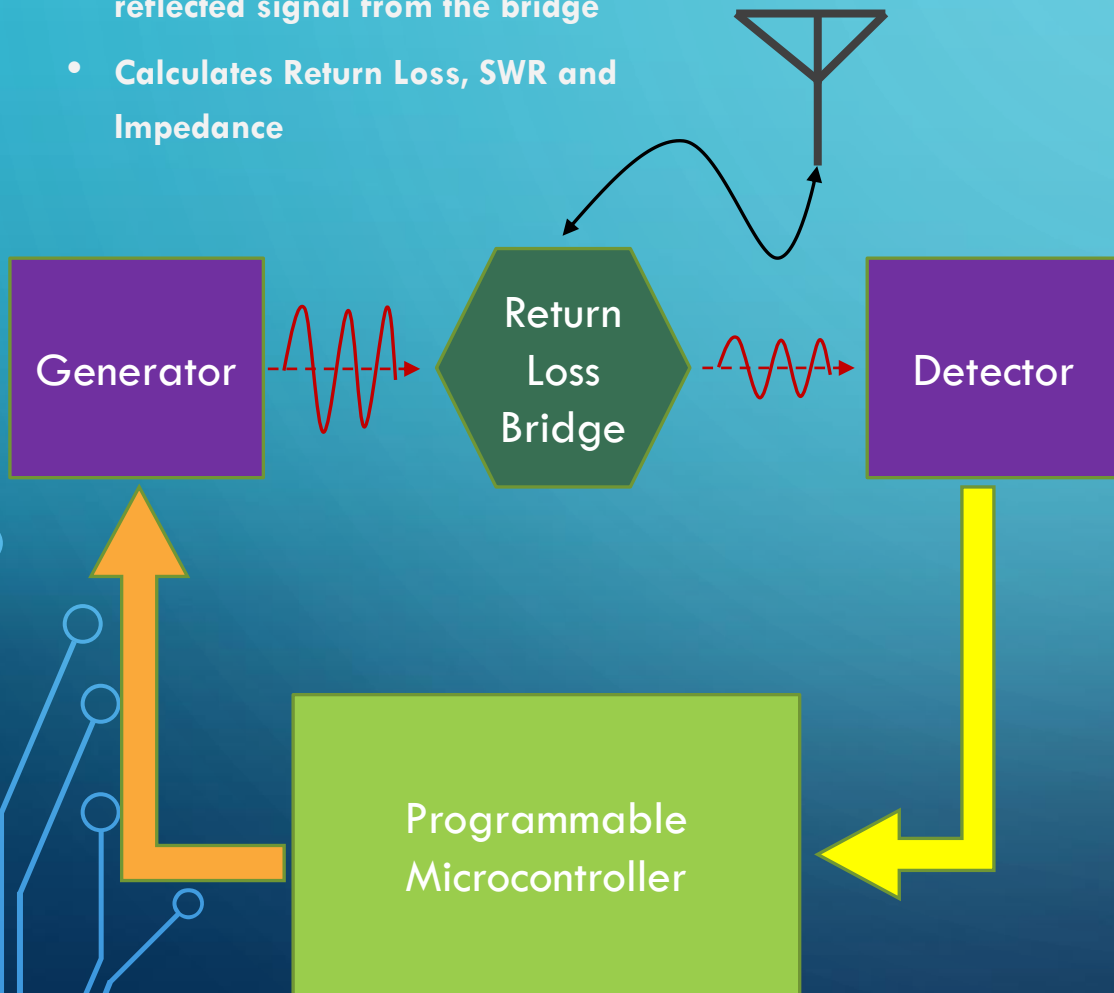 reflected signal from the bridge
• Calculates Return Loss, SWR and
Impedance
Return
Loss
Bridge
Generator
Detector
Programmable
Microcontroller